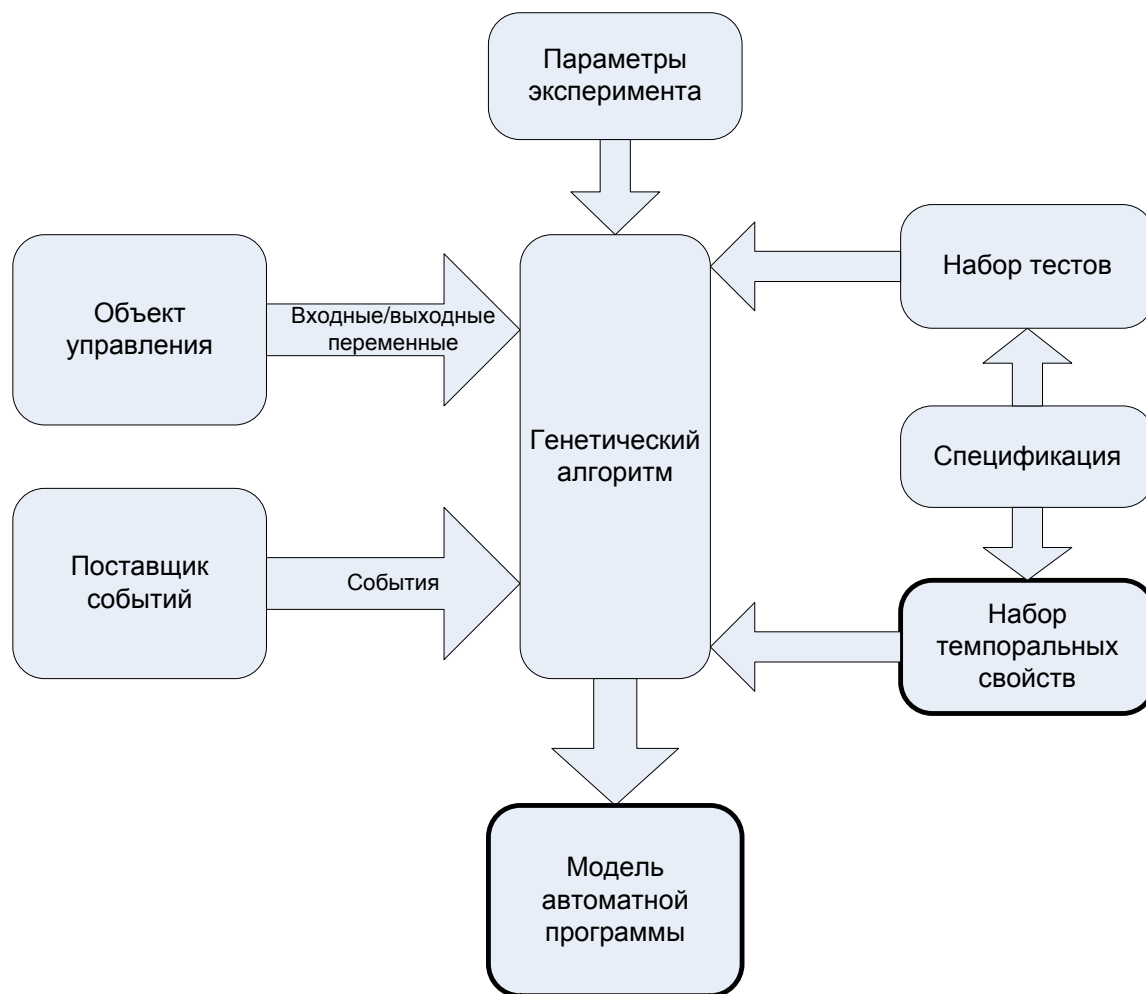 Параметры
эксперимента
Набор тестов
Объект
управления
Входные/выходные
переменные
Генетический
алгоритм
Спецификация
Поставщик
событий
События
Набор
темпоральных
свойств
Модель
автоматной
программы